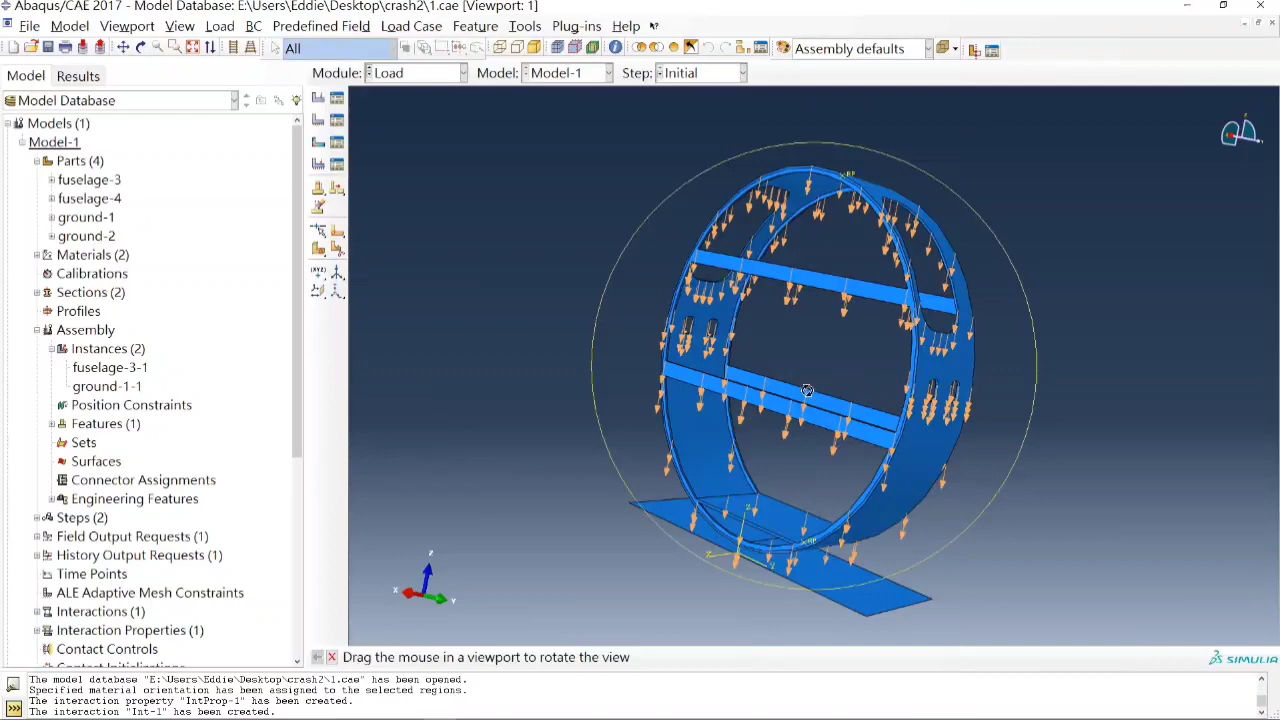 Abaqus/CAE 2017 - Model Database: E:\Users\Eddie\Desktop\crash2\1.cae [Viewport: 1]
File Model Viewport View Load BC Predefined Field Load Case Feature Tools Plug-ins Help
All Assembly defaults
Model Results Module: Load Model: Model-1 Step: Initial
Model Database
Models (1)
Model-1
Parts (4)
fuselage-3
fuselage-4
ground-1
ground-2
Materials (2)
Calibrations
Sections (2)
Profiles
Assembly
Instances (2)
fuselage-3-1
ground-1-1
Position Constraints
Features (1)
Sets
Surfaces
Connector Assignments
Engineering Features
Steps (2)
Field Output Requests (1)
History Output Requests (1)
Time Points
ALE Adaptive Mesh Constraints
Interactions (1)
Interaction Properties (1)
Contact Controls
Contact Initializations
RP
RP
Z
Z
X
Y
Drag the mouse in a viewport to rotate the view
SIMULIA
The model database "E:\Users\Eddie\Desktop\crash2\1.cae" has been opened.
Specified material orientation has been assigned to the selected regions.
The interaction property "IntProp-1" has been created.
The interaction "Int-1" has been created.